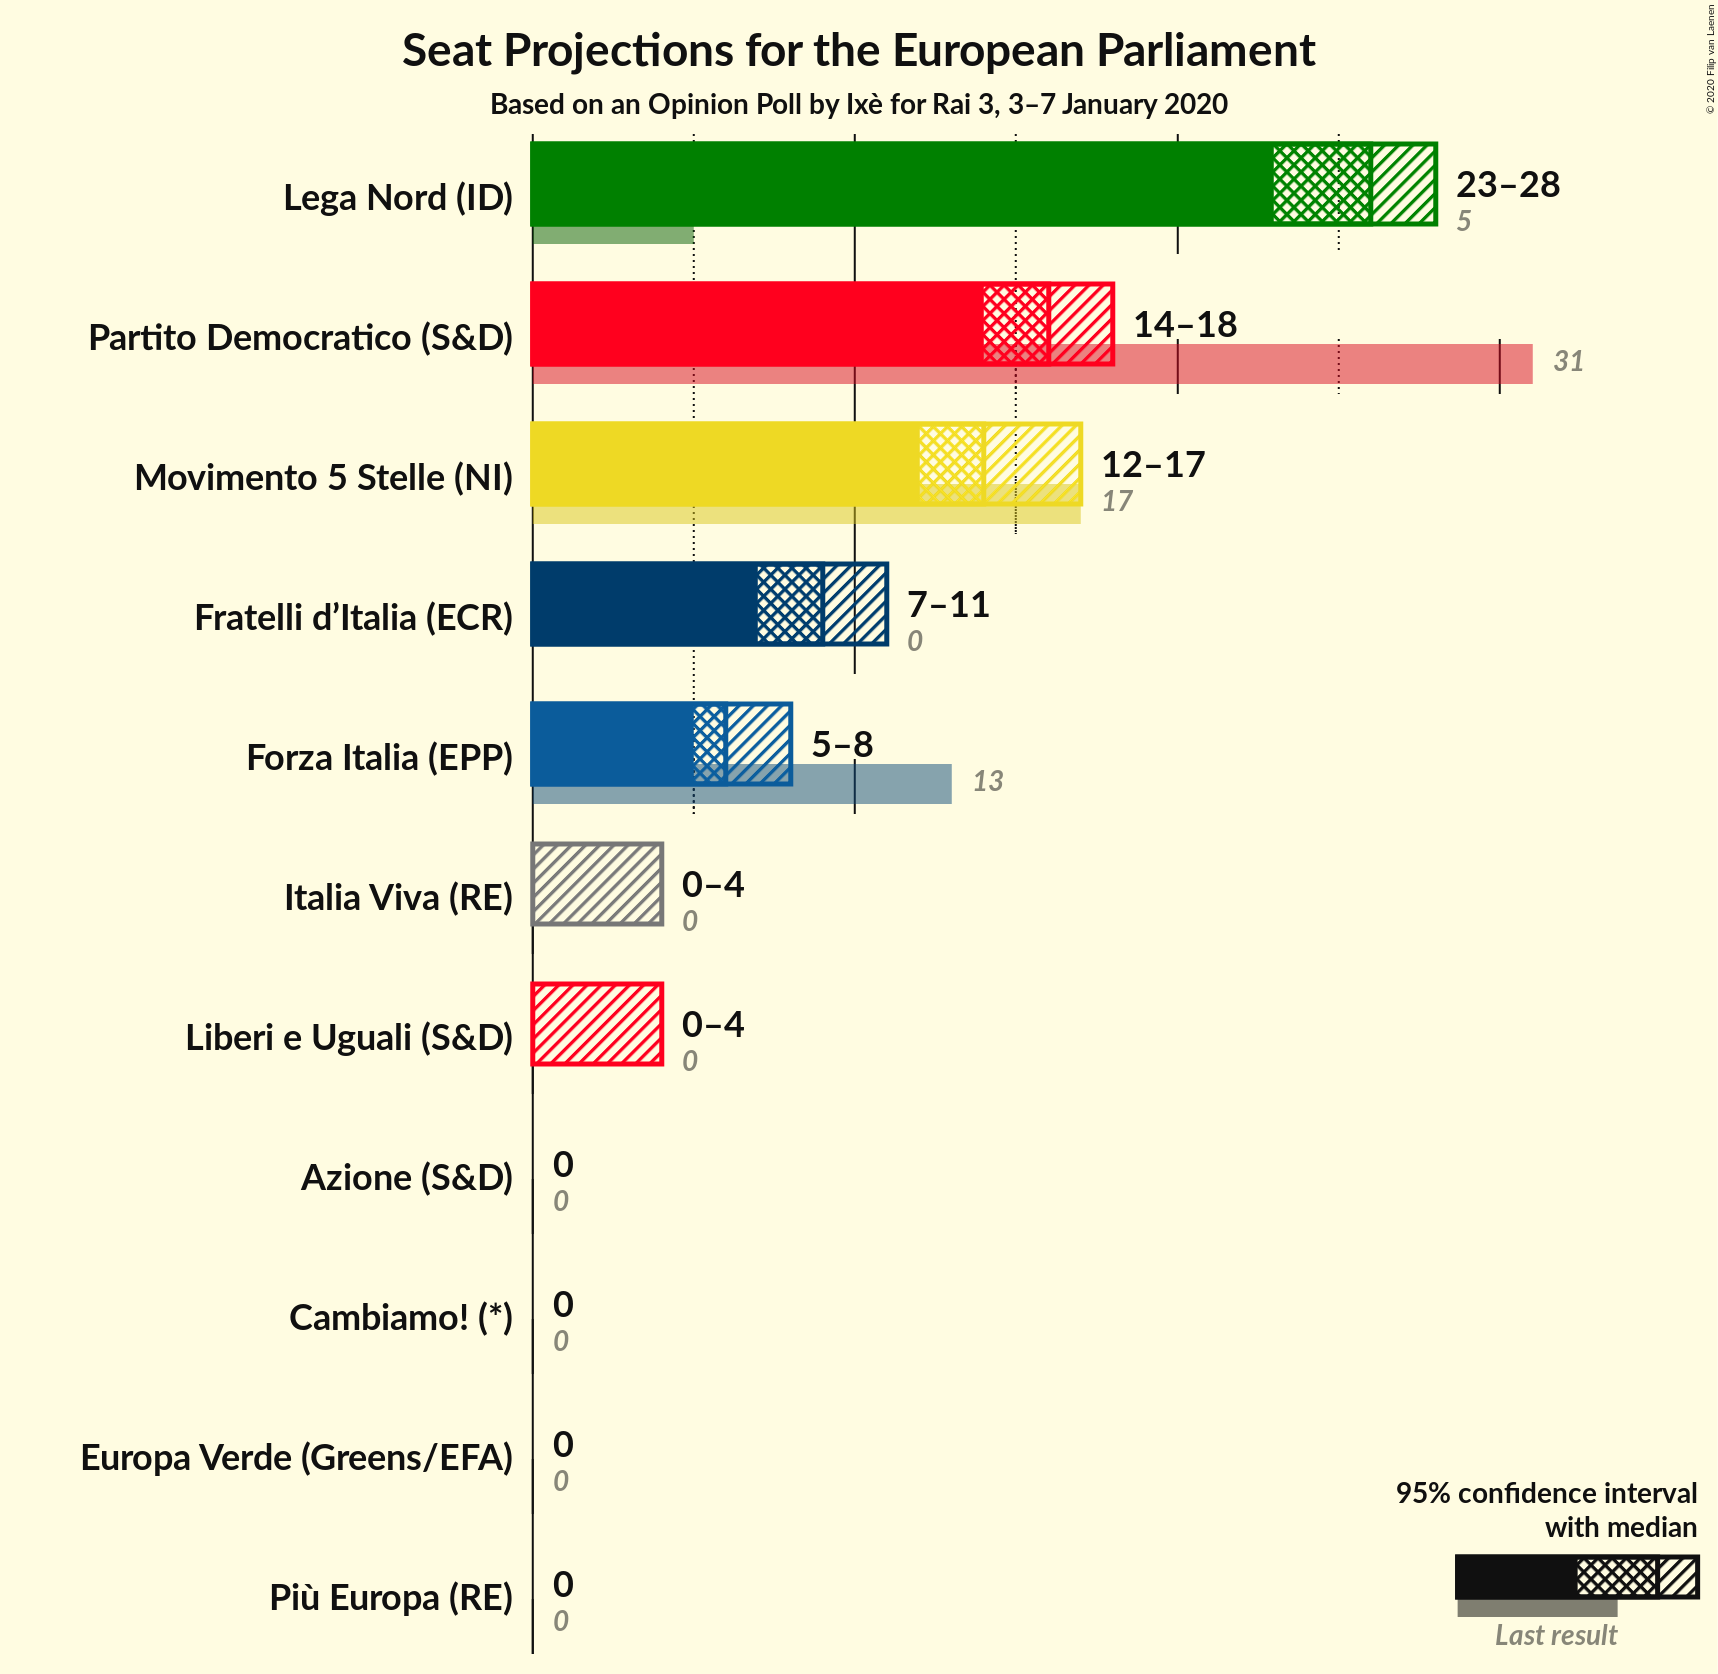 Seat Projections for the European Parliament
Based on an Opinion Poll by Ixè for Rai 3, 3–7 January 2020
© 2020 Filip van Laenen
Lega Nord (ID)
23–28
5
Partito Democratico (S&D)
14–18
31
Movimento 5 Stelle (NI)
12–17
17
Fratelli d’Italia (ECR)
7–11
0
Forza Italia (EPP)
5–8
13
Italia Viva (RE)
0–4
0
Liberi e Uguali (S&D)
0–4
0
Azione (S&D)
0
0
Cambiamo! (*)
0
0
Europa Verde (Greens/EFA)
0
0
Più Europa (RE)
0
0
95% confidence interval
with median
Last result